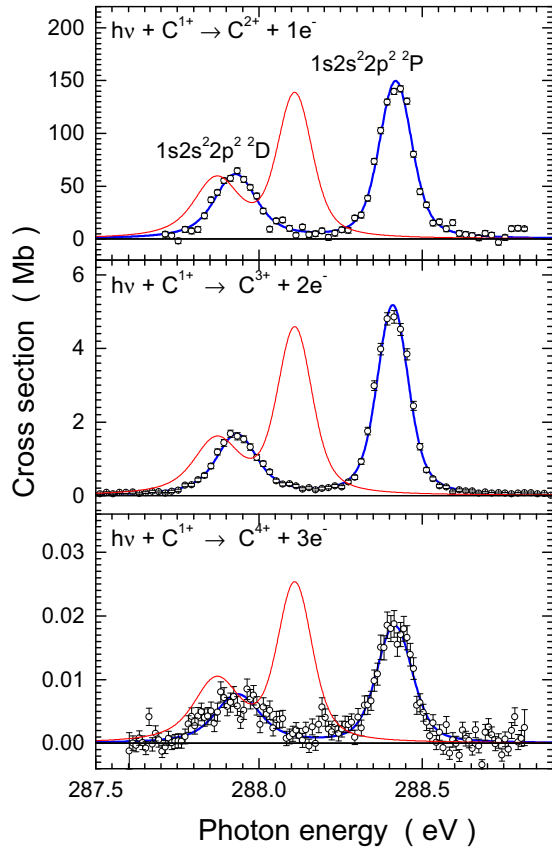 hν + C¹⁺ → C²⁺ + 1e⁻
1s2s²2p² ²P
1s2s²2p² ²D
200
150
100
50
0
hν + C¹⁺ → C³⁺ + 2e⁻
6
4
2
0
Cross section ( Mb )
hν + C¹⁺ → C⁴⁺ + 3e⁻
0.03
0.02
0.01
0.00
287.5 288.0 288.5
Photon energy ( eV )